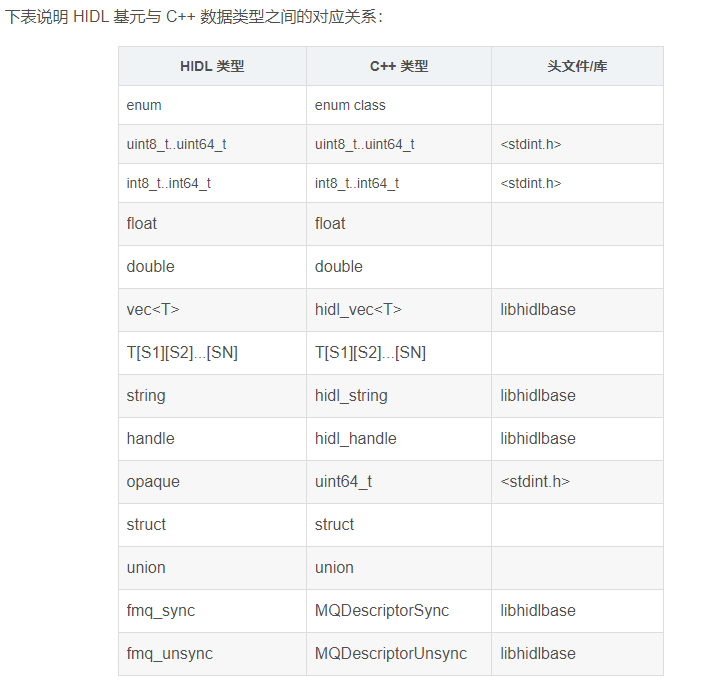 下表说明 HIDL 基元与 C++ 数据类型之间的对应关系：
HIDL 类型 C++ 类型 头文件/库
enum enum class
uint8_t..uint64_t uint8_t..uint64_t <stdint.h>
int8_t..int64_t int8_t..int64_t <stdint.h>
float float
double double
vec<T> hidl_vec<T> libhidlbase
T[S1][S2]...[SN] T[S1][S2]...[SN]
string hidl_string libhidlbase
handle hidl_handle libhidlbase
opaque uint64_t <stdint.h>
struct struct
union union
fmq_sync MQDescriptorSync libhidlbase
fmq_unsync MQDescriptorUnsync libhidlbase